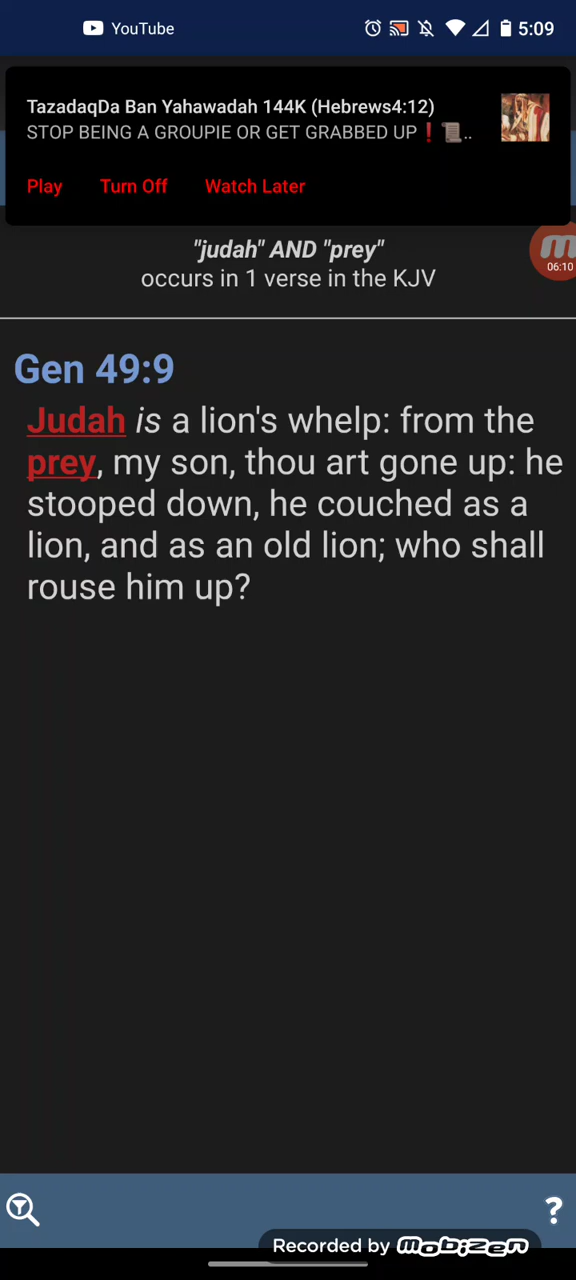 YouTube 5:09
TazadaqDa Ban Yahawadah 144K (Hebrews4:12)
STOP BEING A GROUPIE OR GET GRABBED UP❗📜..
Play Turn Off Watch Later
"judah" AND "prey"
occurs in 1 verse in the KJV
06:10
Gen 49:9
Judah is a lion's whelp: from the
prey, my son, thou art gone up: he
stooped down, he couched as a
lion, and as an old lion; who shall
rouse him up?
?
Recorded by mobizen